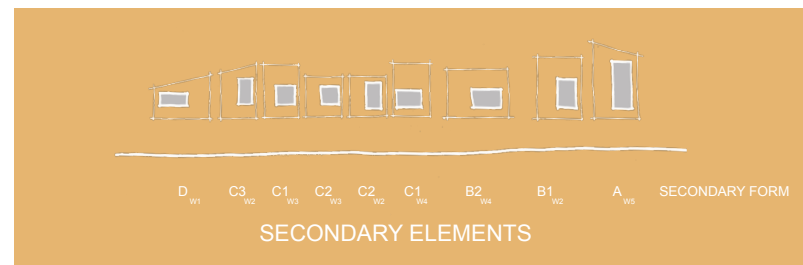 D W1 C3 W2 C1 W3 C2 W3 C2 W2 C1 W4 B2 W4 B1 W2 A W5 SECONDARY FORM
SECONDARY ELEMENTS